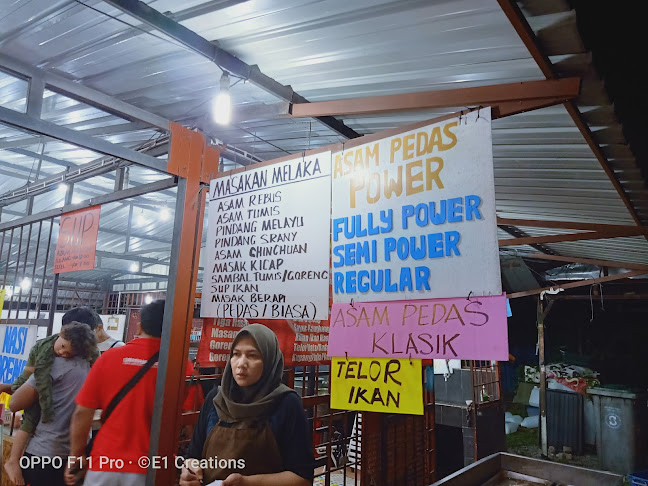 MASAKAN MELAKA
ASAM REBUS
ASAM TUMIS
PINDANG MELAYU
PINDANG SRANY
ASAM CHINCUAN
MASAK KICAP
SAMBAL TUMIS/GORENG
SUP IKAN
MASAK BERAPI
(PEDAS / BIASA)
ASAM PEDAS
POWER
FULLY POWER
SEMI POWER
REGULAR
ASAM PEDAS
KLASIK
TELOR
IKAN
NASI
OPPO F11 Pro · ©E1 Creations